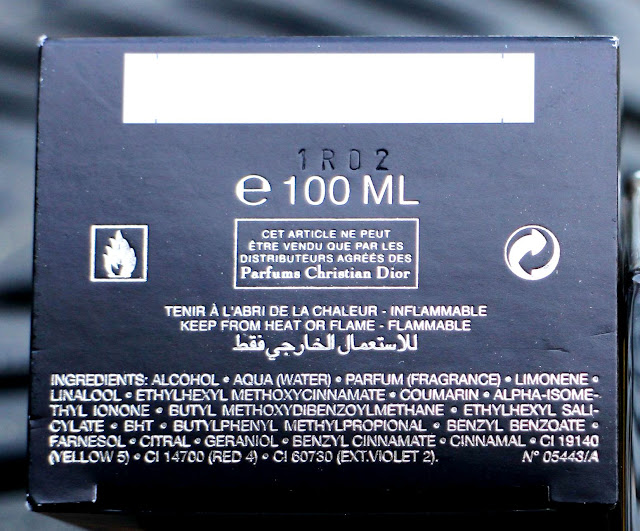 1R02
℮ 100 ML
CET ARTICLE NE PEUT
ÊTRE VENDU QUE PAR LES
DISTRIBUTEURS AGRÉÉS DES
Parfums Christian Dior
TENIR À L'ABRI DE LA CHALEUR - INFLAMMABLE
KEEP FROM HEAT OR FLAME - FLAMMABLE
للاستعمال الخارجي فقط
INGREDIENTS: ALCOHOL • AQUA (WATER) • PARFUM (FRAGRANCE) • LIMONENE •
LINALOOL • ETHYLHEXYL METHOXYCINNAMATE • COUMARIN • ALPHA-ISOME-
THYL IONONE • BUTYL METHOXYDIBENZOYLMETHANE • ETHYLHEXYL SALI-
CYLATE • BHT • BUTYLPHENYL METHYLPROPIONAL • BENZYL BENZOATE •
FARNESOL • CITRAL • GERANIOL • BENZYL CINNAMATE • CINNAMAL • CI 19140
(YELLOW 5) • CI 14700 (RED 4) • CI 60730 (EXT.VIOLET 2). N° 05443/A